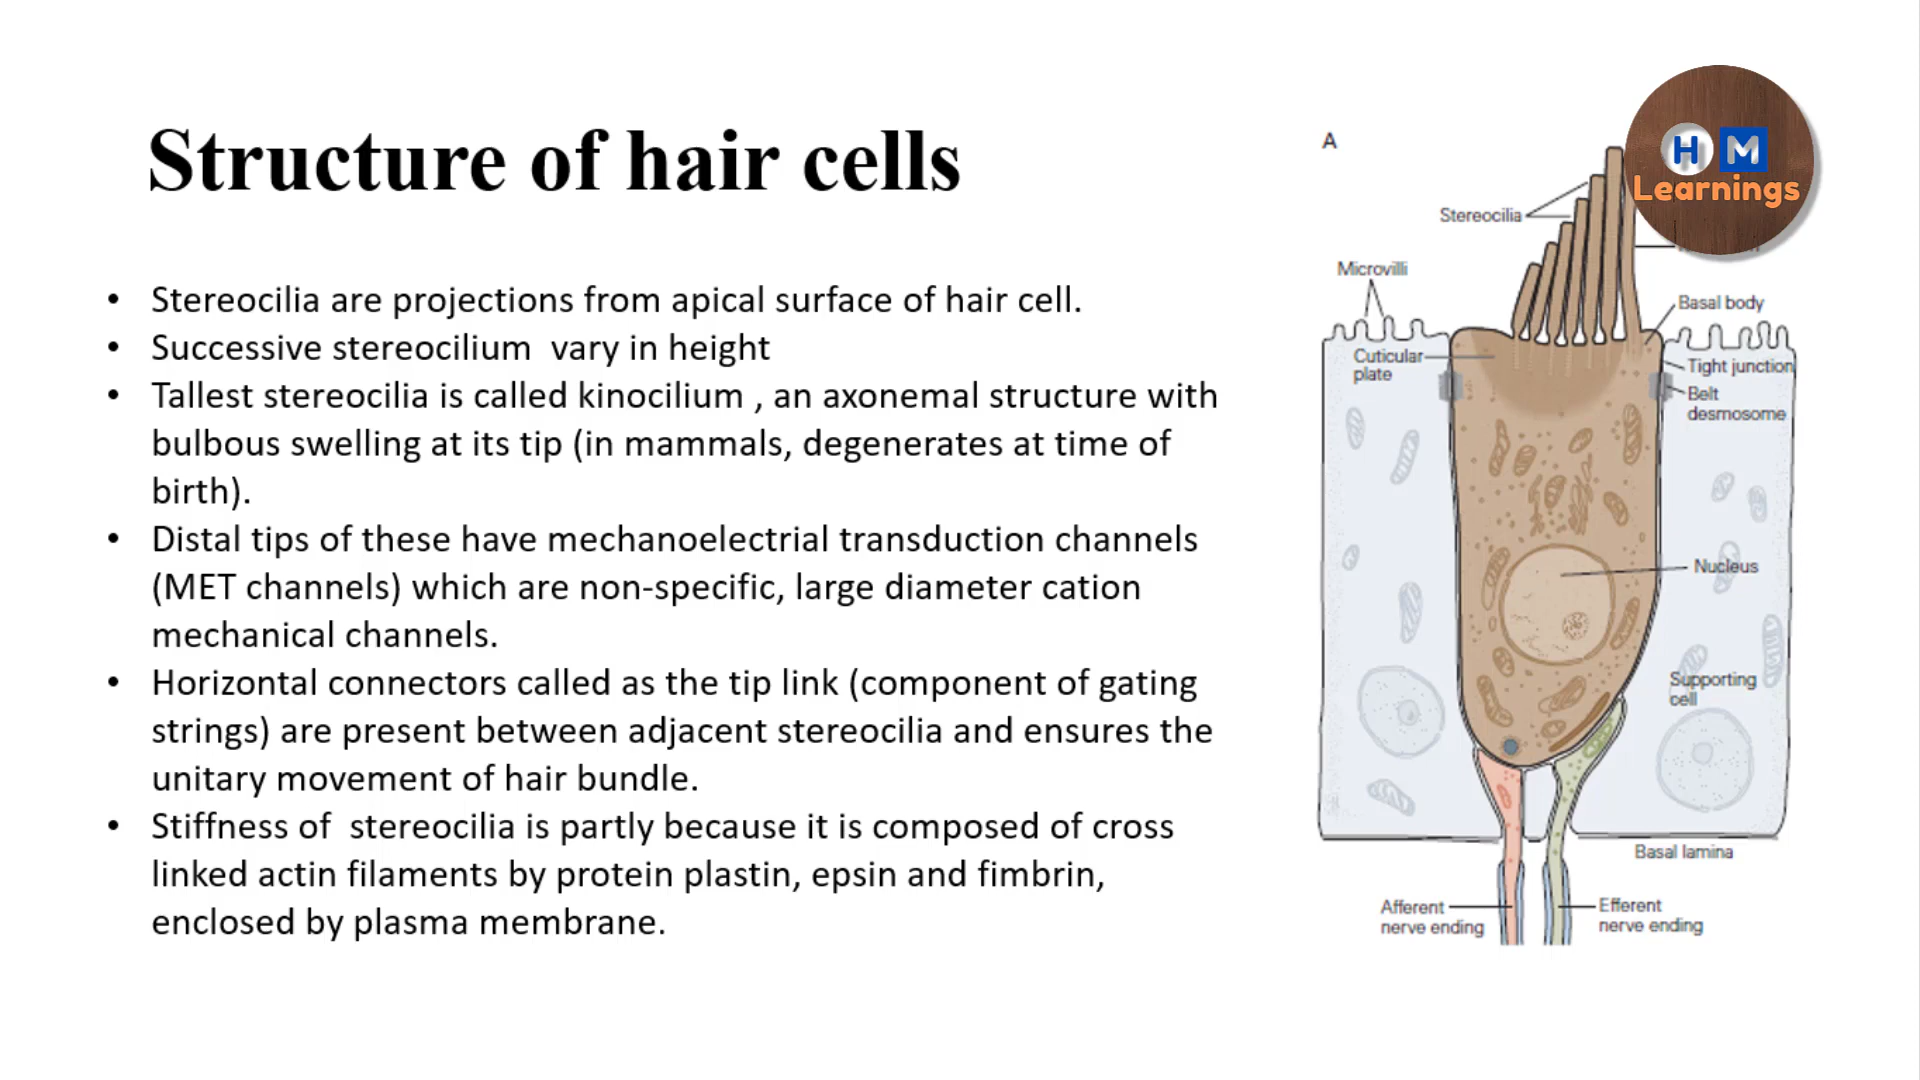 Structure of hair cells
• Stereocilia are projections from apical surface of hair cell.
• Successive stereocilium  vary in height
• Tallest stereocilia is called kinocilium , an axonemal structure with
bulbous swelling at its tip (in mammals, degenerates at time of
birth).
• Distal tips of these have mechanoelectrial transduction channels
(MET channels) which are non-specific, large diameter cation
mechanical channels.
• Horizontal connectors called as the tip link (component of gating
strings) are present between adjacent stereocilia and ensures the
unitary movement of hair bundle.
• Stiffness of  stereocilia is partly because it is composed of cross
linked actin filaments by protein plastin, epsin and fimbrin,
enclosed by plasma membrane.
A
H M
Learnings
Stereocilia
Microvilli
Basal body
Cuticular
plate
Tight junction
Belt
desmosome
Nucleus
Supporting
cell
Basal lamina
Afferent
nerve ending
Efferent
nerve ending